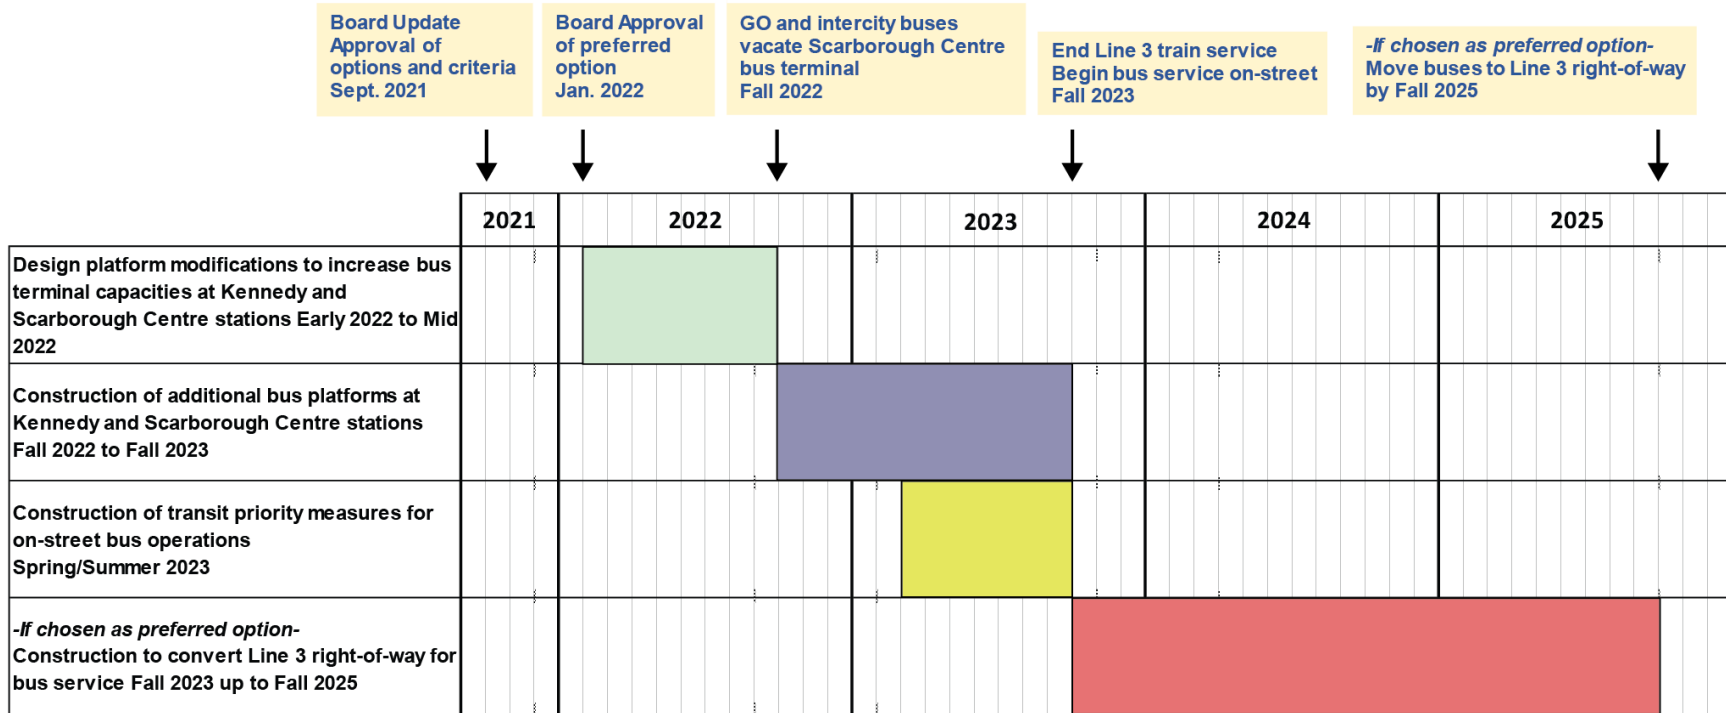 Board Update
Approval of
options and criteria
Sept. 2021
Board Approval
of preferred
option
Jan. 2022
GO and intercity buses
vacate Scarborough Centre
bus terminal
Fall 2022
End Line 3 train service
Begin bus service on-street
Fall 2023
-If chosen as preferred option-
Move buses to Line 3 right-of-way
by Fall 2025
2021
2022
2023
2024
2025
Design platform modifications to increase bus
terminal capacities at Kennedy and
Scarborough Centre stations Early 2022 to Mid
2022
Construction of additional bus platforms at
Kennedy and Scarborough Centre stations
Fall 2022 to Fall 2023
Construction of transit priority measures for
on-street bus operations
Spring/Summer 2023
-If chosen as preferred option-
Construction to convert Line 3 right-of-way for
bus service Fall 2023 up to Fall 2025